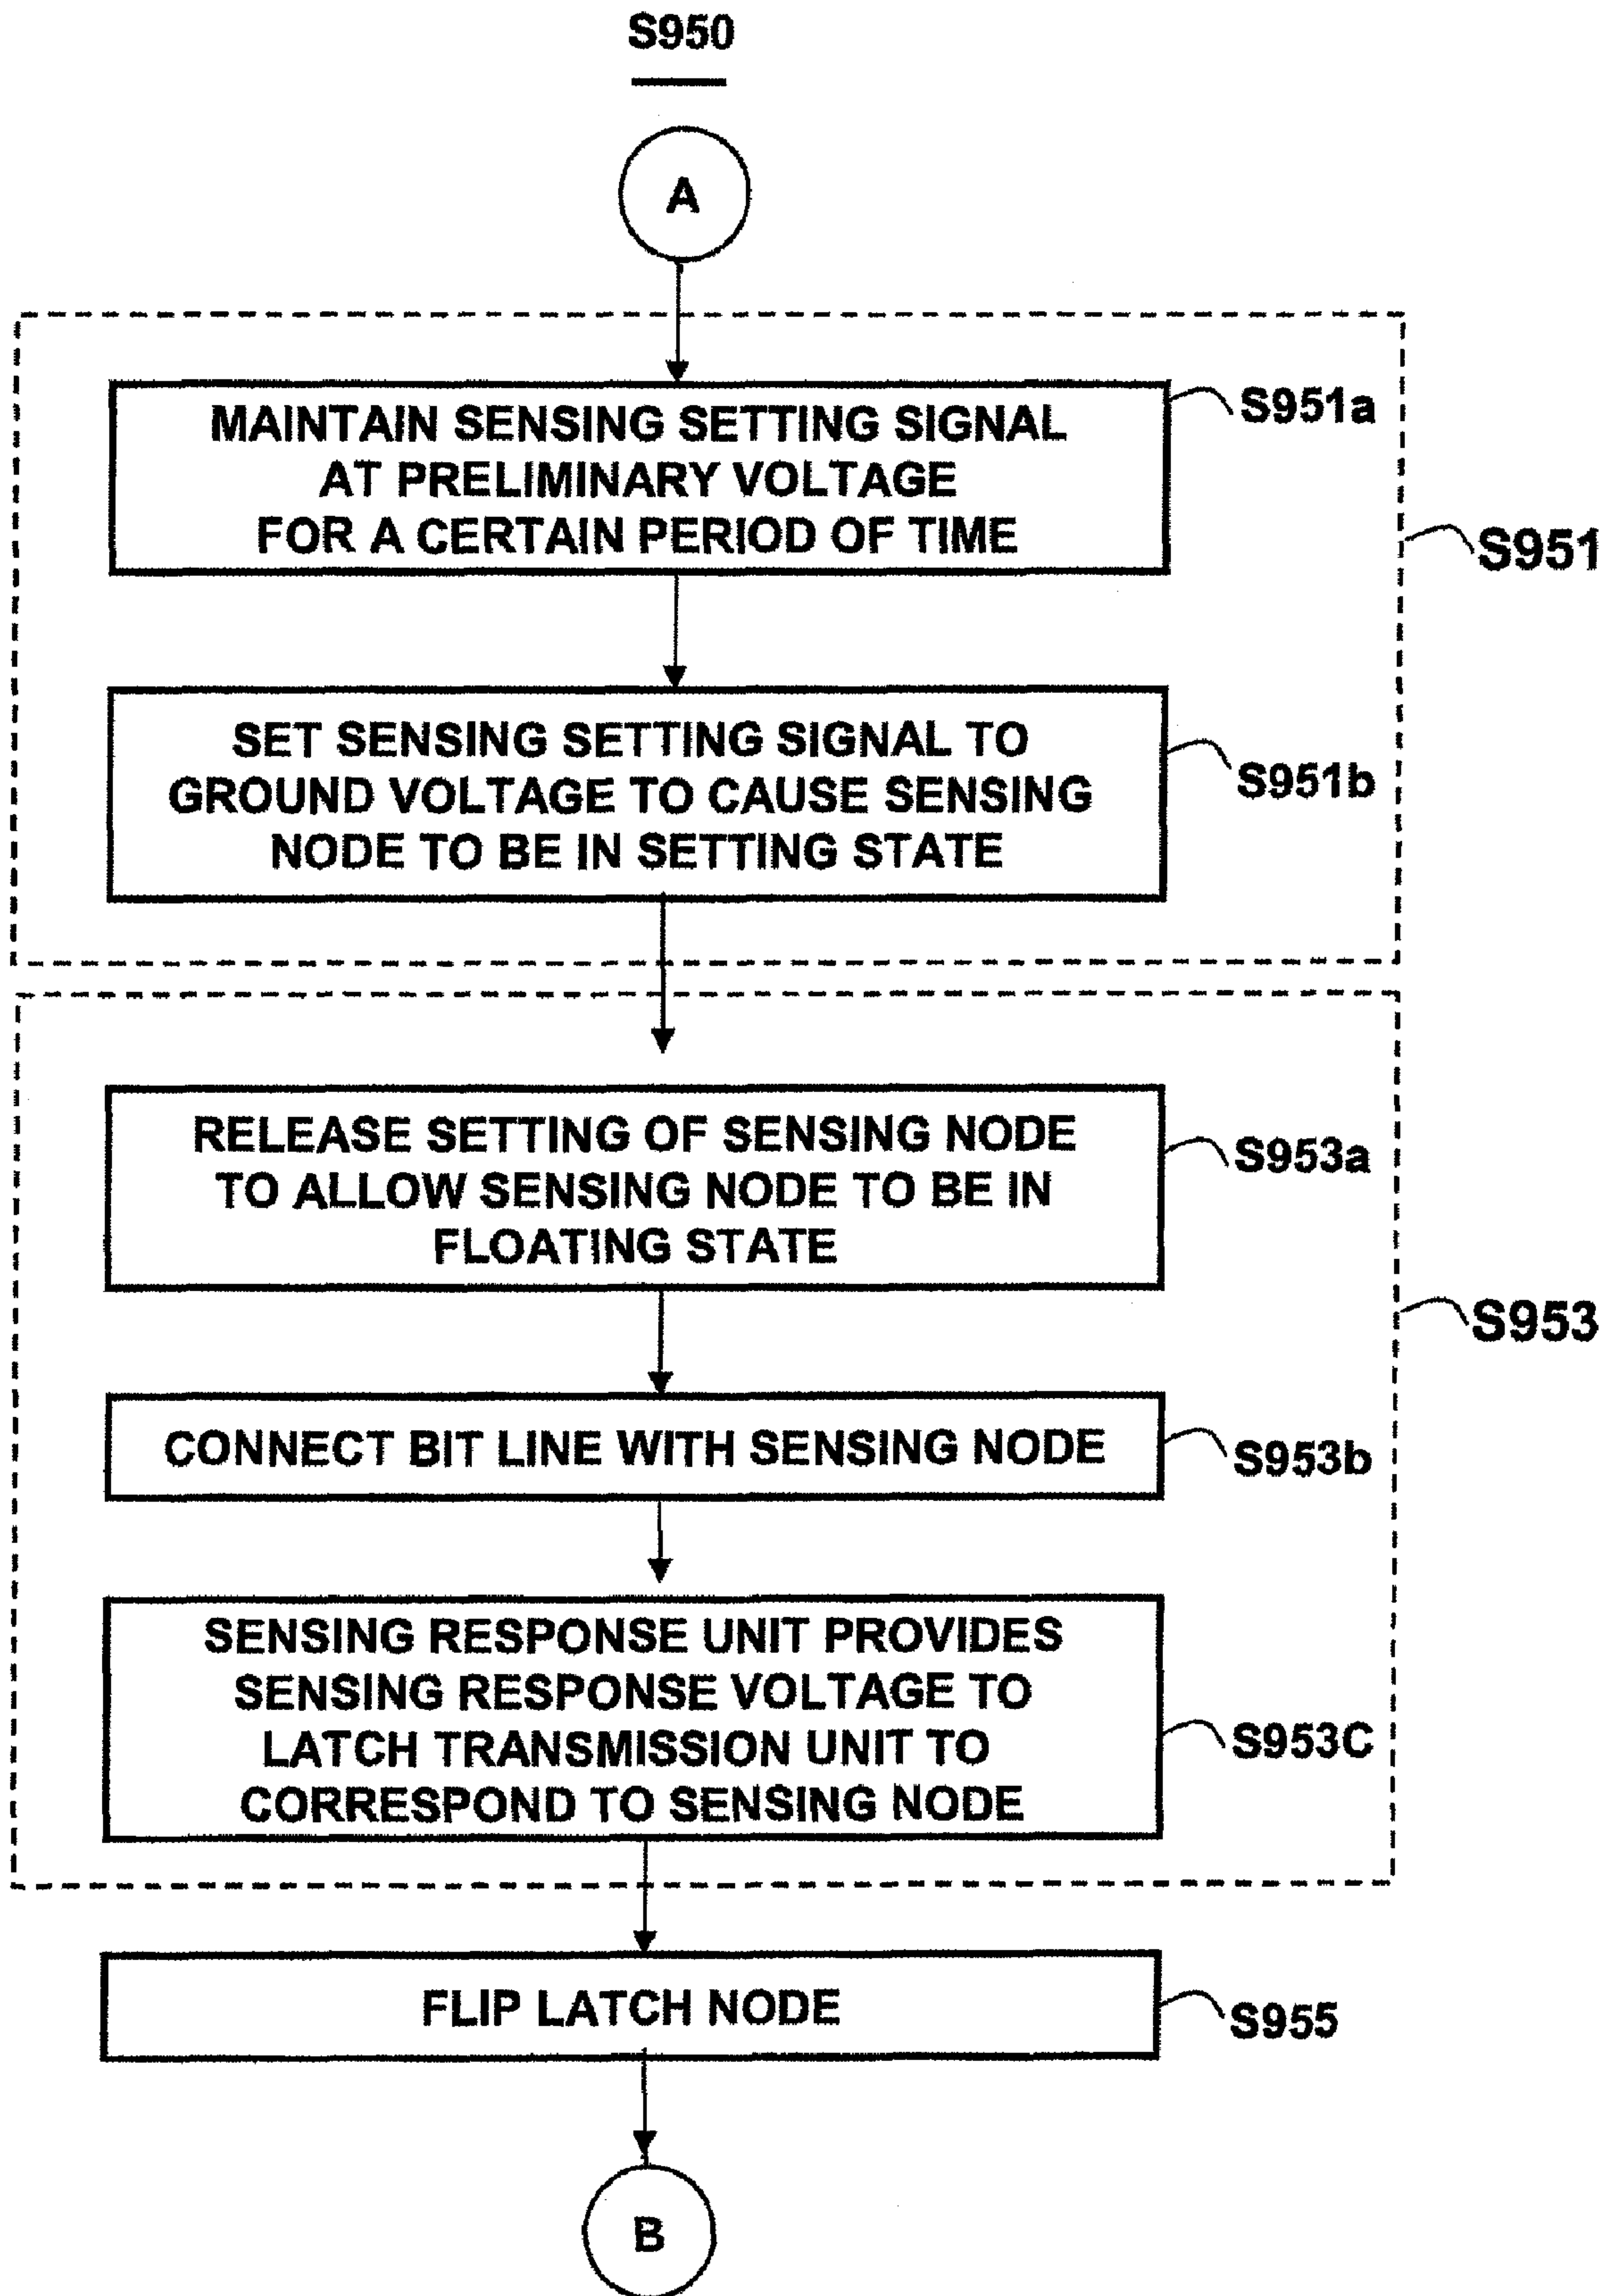 S950
A
MAINTAIN SENSING SETTING SIGNAL
AT PRELIMINARY VOLTAGE
FOR A CERTAIN PERIOD OF TIME
S951a
S951
SET SENSING SETTING SIGNAL TO
GROUND VOLTAGE TO CAUSE SENSING
NODE TO BE IN SETTING STATE
S951b
RELEASE SETTING OF SENSING NODE
TO ALLOW SENSING NODE TO BE IN
FLOATING STATE
S953a
S953
CONNECT BIT LINE WITH SENSING NODE
S953b
SENSING RESPONSE UNIT PROVIDES
SENSING RESPONSE VOLTAGE TO
LATCH TRANSMISSION UNIT TO
CORRESPOND TO SENSING NODE
S953C
FLIP LATCH NODE
S955
B